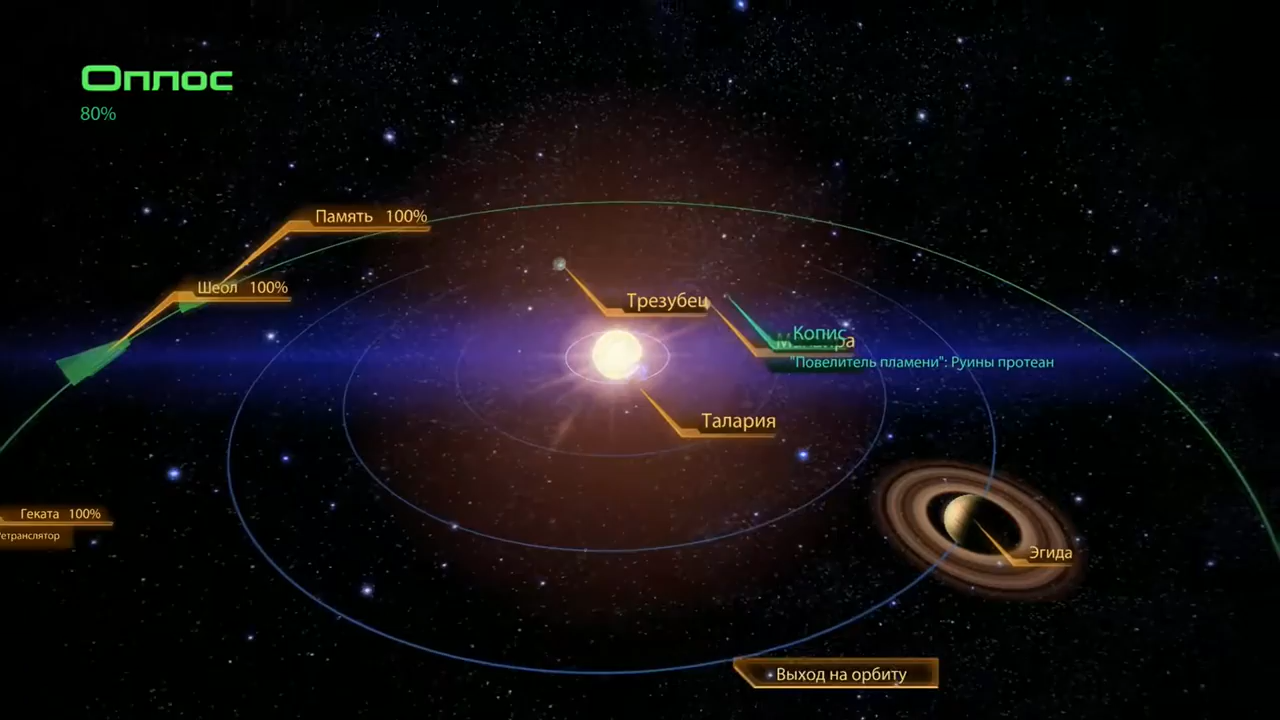 Оплос
80%
Память 100%
Шеол 100%
Трезубец
Копис
"Повелитель пламени": Руины протеан
Талария
Геката 100%
Эгида
Выход на орбиту